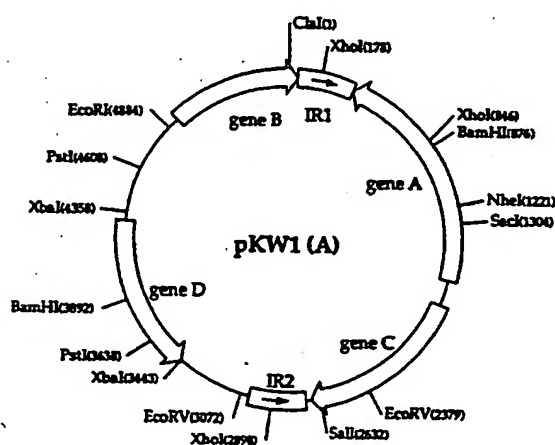 ClaI(1)
XhoI(178)
IR1
gene B
EcoRI(4884)
PstI(4608)
XbaI(4358)
XhoI(846)
BamHI(876)
gene A
NheI(1221)
SacI(1304)
pKW1 (A)
gene D
BamHI(3892)
PstI(3638)
XbaI(3443)
gene C
IR2
EcoRV(3072)
XhoI(2898)
SalI(2632)
EcoRV(2379)